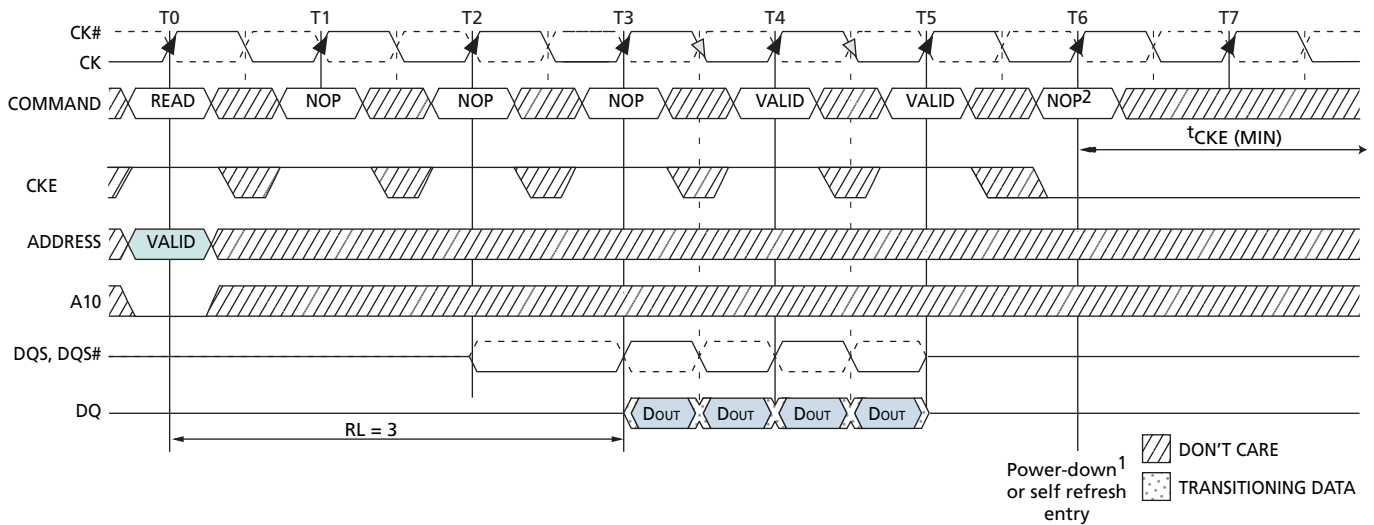 T0 T1 T2 T3 T4 T5 T6 T7
CK#
CK
COMMAND READ NOP NOP NOP VALID VALID NOP2
tCKE (MIN)
CKE
ADDRESS VALID
A10
DQS, DQS#
DQ DOUT DOUT DOUT DOUT
RL = 3
Power-down1
or self refresh
entry
DON'T CARE
TRANSITIONING DATA